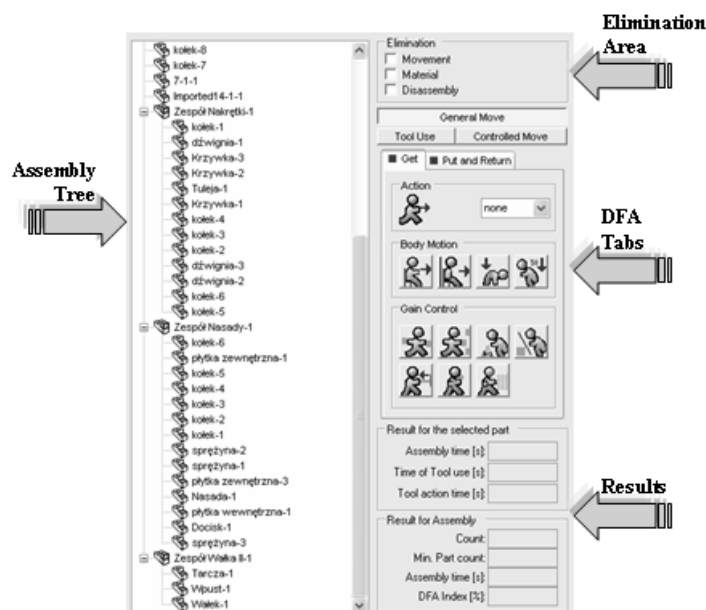 Elimination
Area
Assembly
Tree
DFA
Tabs
Results
kołek-8
kołek-7
7-1-1
Imported14-1-1
Zespół Nakrętki-1
kołek-1
dźwignia-1
Krzywka-3
Krzywka-2
Tuleja-1
Krzywka-1
kołek-4
kołek-3
kołek-2
dźwignia-3
dźwignia-2
kołek-6
kołek-5
Zespół Nasady-1
kołek-6
płytka zewnętrzna-1
kołek-5
kołek-4
kołek-3
kołek-2
kołek-1
sprężyna-2
sprężyna-1
płytka zewnętrzna-3
Nasada-1
płytka wewnętrzna-1
Docisk-1
sprężyna-3
Zespół Wałka II-1
Tarcza-1
Wpust-1
Wałek-1
Elimination
Movement
Material
Disassembly
General Move
Tool Use Controlled Move
Get Put and Return
Action
none
Body Motion
Gain Control
Result for the selected part
Assembly time [s]:
Time of Tool use [s]:
Tool action time [s]:
Result for Assembly
Count:
Min. Part count:
Assembly time [s]:
DFA Index [%]: